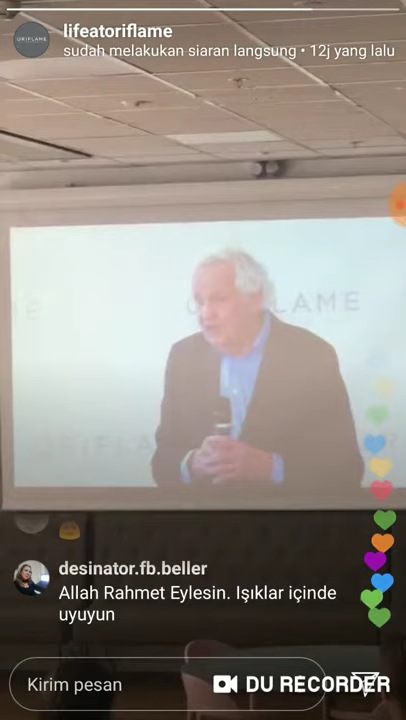 ORIFLAME
lifeatoriflame
sudah melakukan siaran langsung • 12j yang lalu
desinator.fb.beller
Allah Rahmet Eylesin. Işıklar içinde
uyuyun
Kirim pesan
DU RECORDER